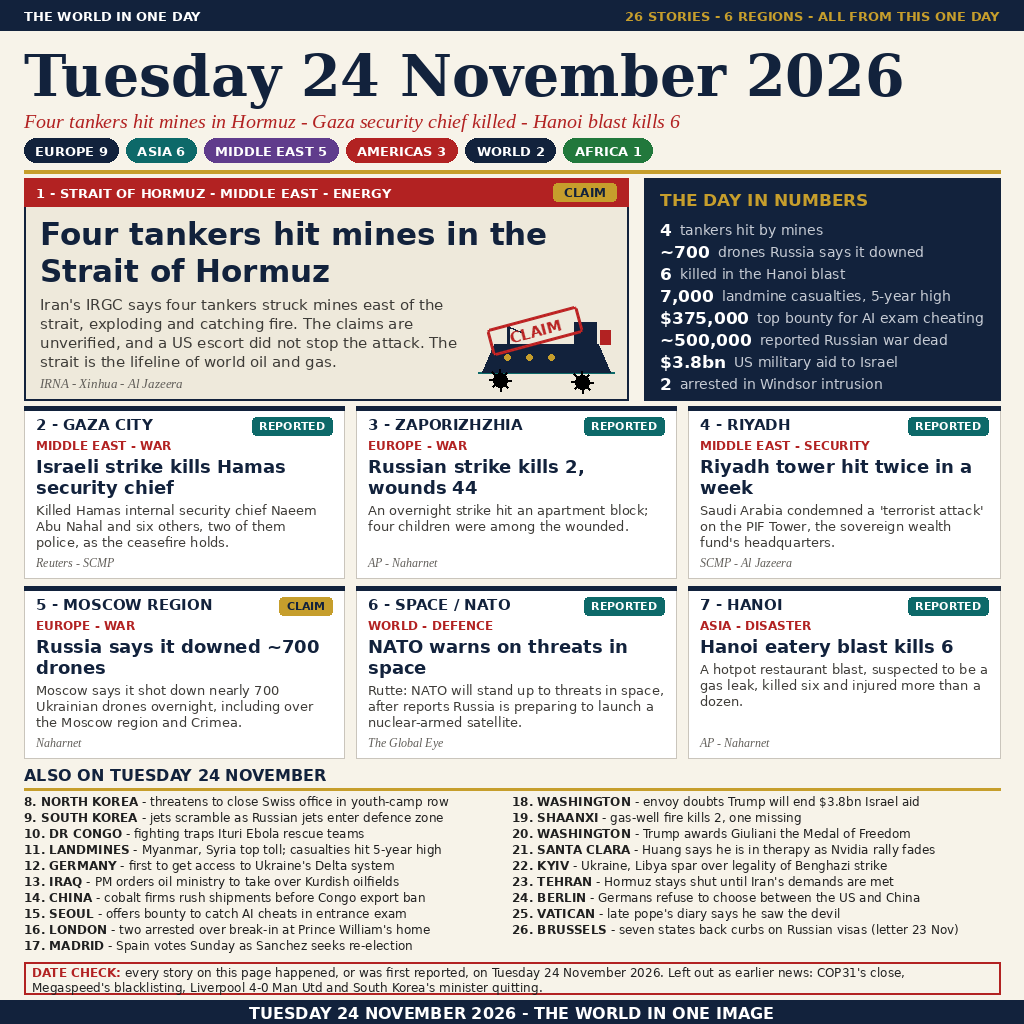 THE WORLD IN ONE DAY
26 STORIES - 6 REGIONS - ALL FROM THIS ONE DAY
Tuesday 24 November 2026
Four tankers hit mines in Hormuz - Gaza security chief killed - Hanoi blast kills 6
EUROPE 9
ASIA 6
MIDDLE EAST 5
AMERICAS 3
WORLD 2
AFRICA 1
1 - STRAIT OF HORMUZ - MIDDLE EAST - ENERGY
CLAIM
Four tankers hit mines in the
Strait of Hormuz
Iran's IRGC says four tankers struck mines east of the
strait, exploding and catching fire. The claims are
unverified, and a US escort did not stop the attack. The
strait is the lifeline of world oil and gas.
IRNA - Xinhua - Al Jazeera
CLAIM
THE DAY IN NUMBERS
4 tankers hit by mines
~700 drones Russia says it downed
6 killed in the Hanoi blast
7,000 landmine casualties, 5-year high
$375,000 top bounty for AI exam cheating
~500,000 reported Russian war dead
$3.8bn US military aid to Israel
2 arrested in Windsor intrusion
2 - GAZA CITY
REPORTED
MIDDLE EAST - WAR
Israeli strike kills Hamas
security chief
Killed Hamas internal security chief Naeem
Abu Nahal and six others, two of them
police, as the ceasefire holds.
Reuters - SCMP
3 - ZAPORIZHZHIA
REPORTED
EUROPE - WAR
Russian strike kills 2,
wounds 44
An overnight strike hit an apartment block;
four children were among the wounded.
AP - Naharnet
4 - RIYADH
REPORTED
MIDDLE EAST - SECURITY
Riyadh tower hit twice in a
week
Saudi Arabia condemned a 'terrorist attack'
on the PIF Tower, the sovereign wealth
fund's headquarters.
SCMP - Al Jazeera
5 - MOSCOW REGION
CLAIM
EUROPE - WAR
Russia says it downed ~700
drones
Moscow says it shot down nearly 700
Ukrainian drones overnight, including over
the Moscow region and Crimea.
Naharnet
6 - SPACE / NATO
REPORTED
WORLD - DEFENCE
NATO warns on threats in
space
Rutte: NATO will stand up to threats in space,
after reports Russia is preparing to launch a
nuclear-armed satellite.
The Global Eye
7 - HANOI
REPORTED
ASIA - DISASTER
Hanoi eatery blast kills 6
A hotpot restaurant blast, suspected to be a
gas leak, killed six and injured more than a
dozen.
AP - Naharnet
ALSO ON TUESDAY 24 NOVEMBER
8. NORTH KOREA - threatens to close Swiss office in youth-camp row
9. SOUTH KOREA - jets scramble as Russian jets enter defence zone
10. DR CONGO - fighting traps Ituri Ebola rescue teams
11. LANDMINES - Myanmar, Syria top toll; casualties hit 5-year high
12. GERMANY - first to get access to Ukraine's Delta system
13. IRAQ - PM orders oil ministry to take over Kurdish oilfields
14. CHINA - cobalt firms rush shipments before Congo export ban
15. SEOUL - offers bounty to catch AI cheats in entrance exam
16. LONDON - two arrested over break-in at Prince William's home
17. MADRID - Spain votes Sunday as Sanchez seeks re-election
18. WASHINGTON - envoy doubts Trump will end $3.8bn Israel aid
19. SHAANXI - gas-well fire kills 2, one missing
20. WASHINGTON - Trump awards Giuliani the Medal of Freedom
21. SANTA CLARA - Huang says he is in therapy as Nvidia rally fades
22. KYIV - Ukraine, Libya spar over legality of Benghazi strike
23. TEHRAN - Hormuz stays shut until Iran's demands are met
24. BERLIN - Germans refuse to choose between the US and China
25. VATICAN - late pope's diary says he saw the devil
26. BRUSSELS - seven states back curbs on Russian visas (letter 23 Nov)
DATE CHECK: every story on this page happened, or was first reported, on Tuesday 24 November 2026. Left out as earlier news: COP31's close,
Megaspeed's blacklisting, Liverpool 4-0 Man Utd and South Korea's minister quitting.
TUESDAY 24 NOVEMBER 2026 - THE WORLD IN ONE IMAGE